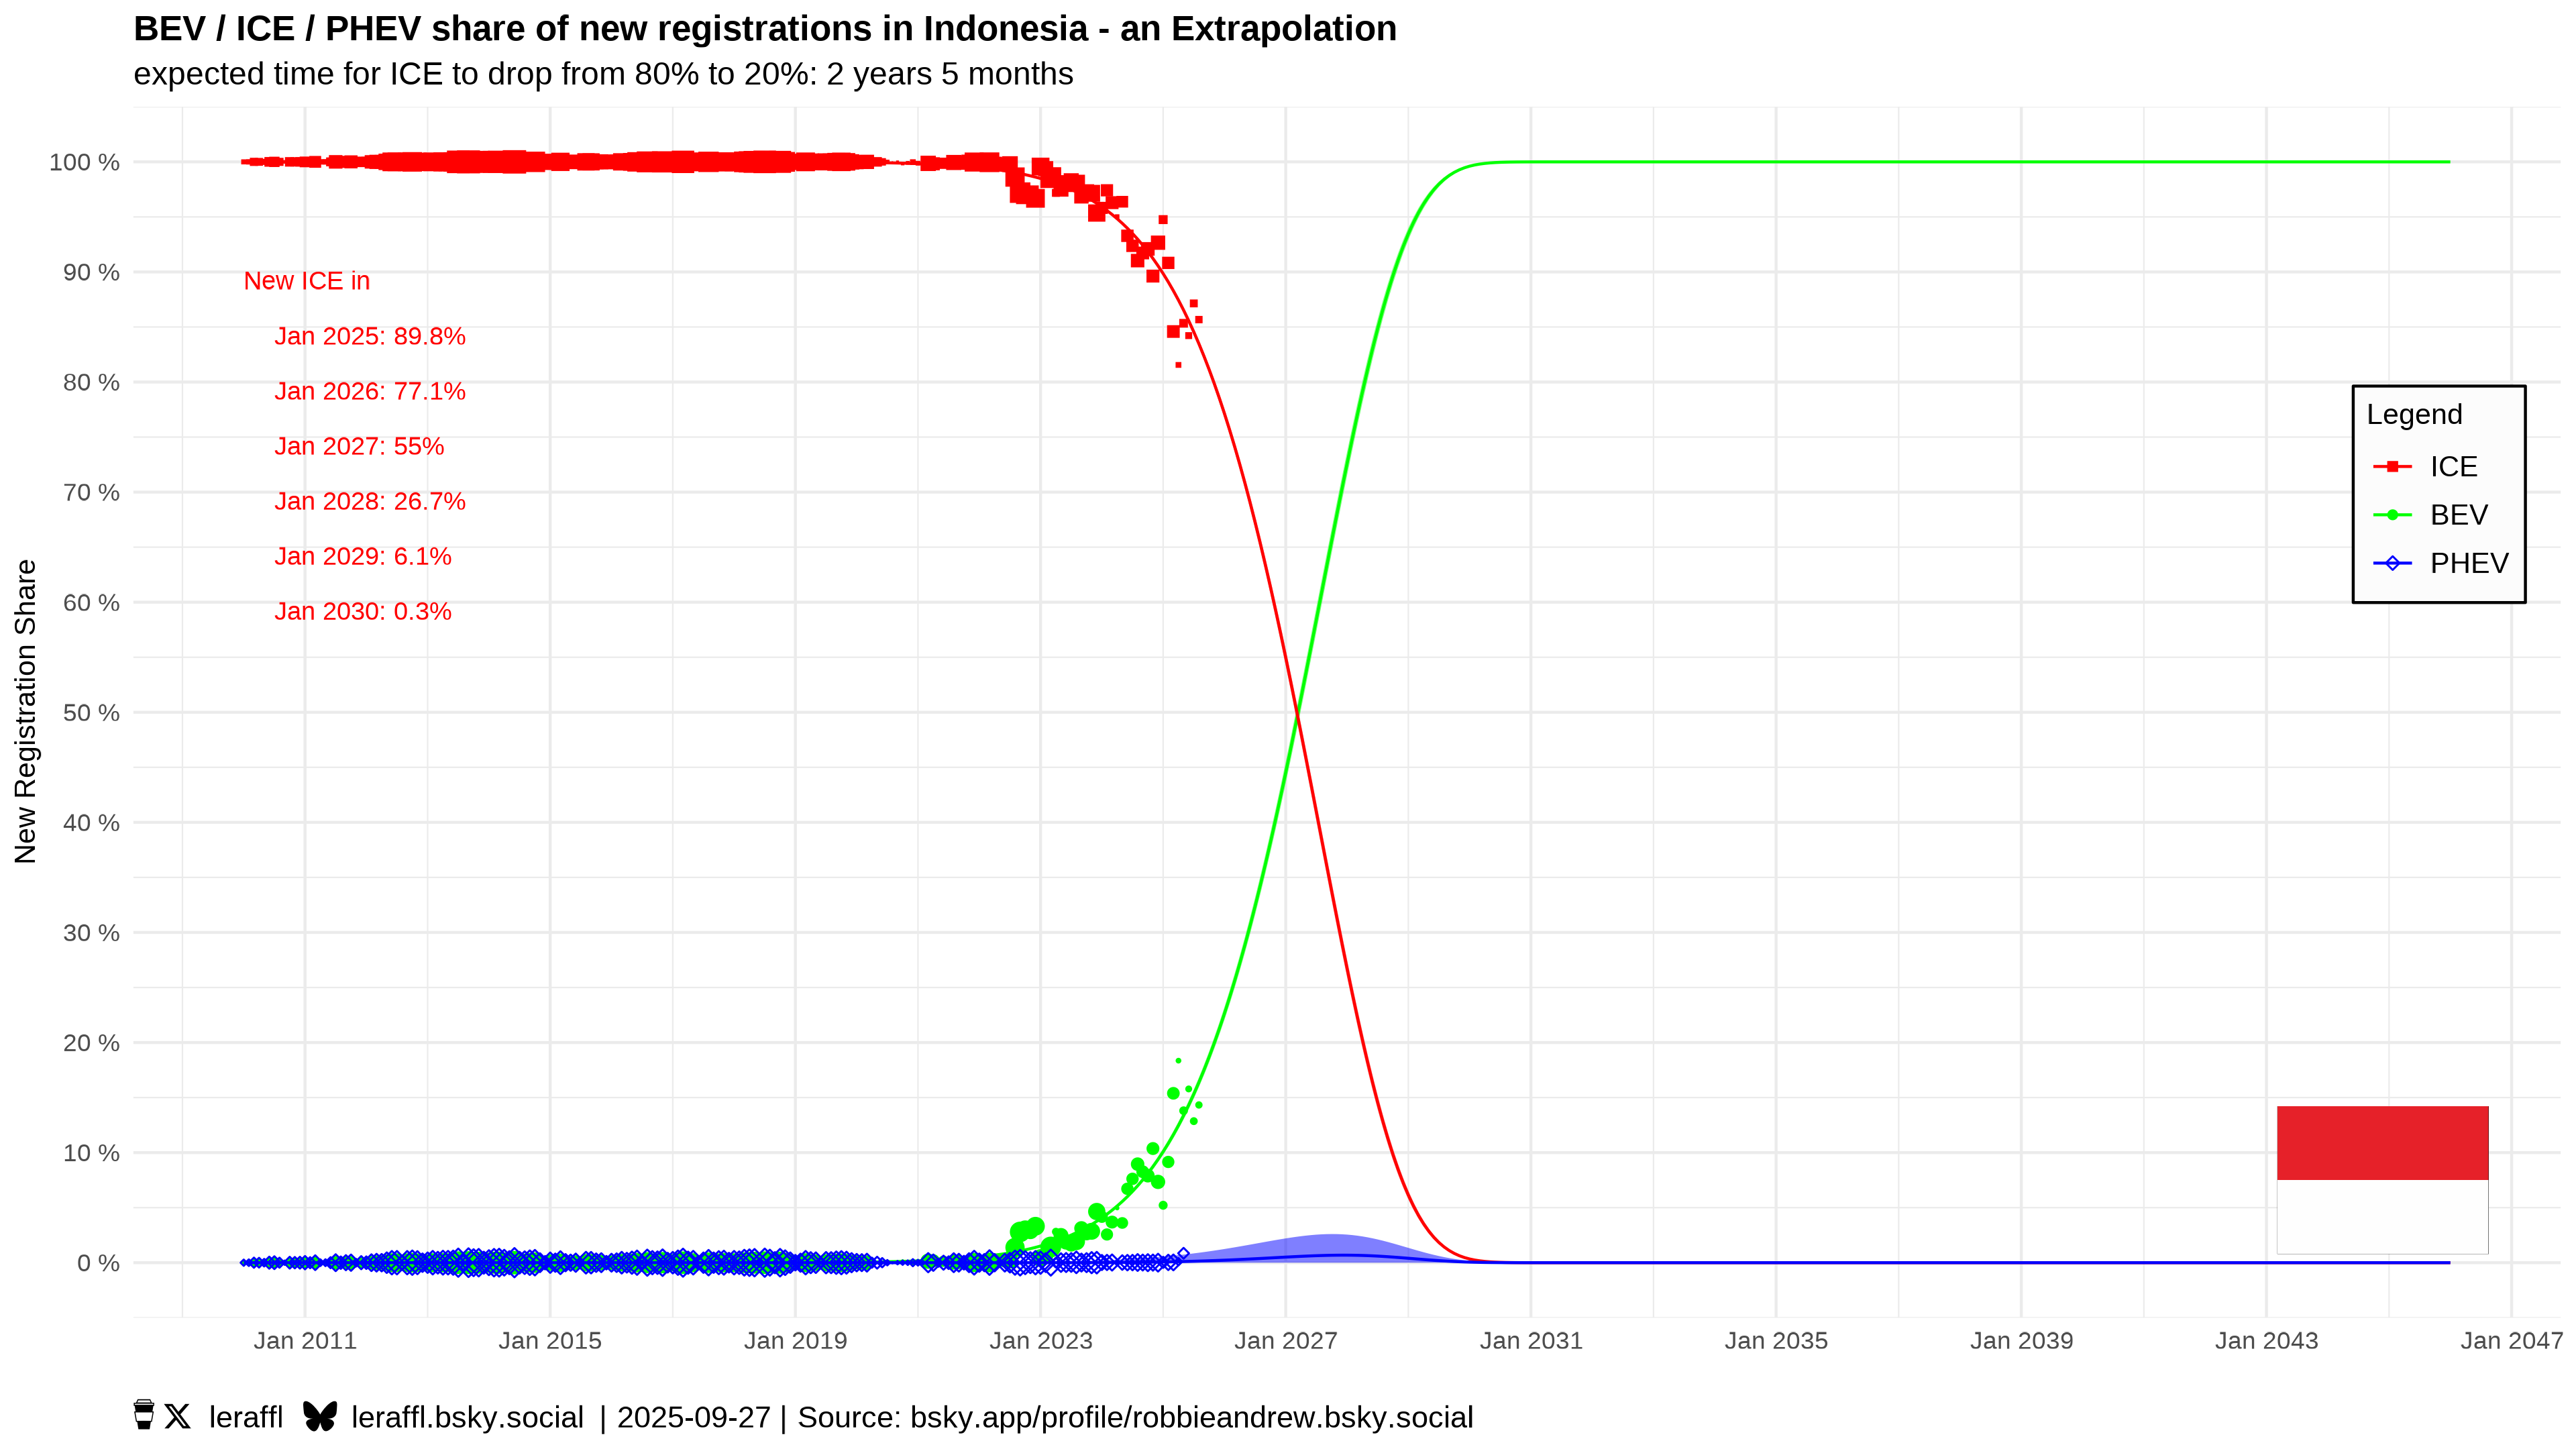 BEV / ICE / PHEV share of new registrations in Indonesia - an Extrapolation
expected time for ICE to drop from 80% to 20%: 2 years 5 months
New Registration Share
100 %
90 %
80 %
70 %
60 %
50 %
40 %
30 %
20 %
10 %
0 %
New ICE in
Jan 2025: 89.8%
Jan 2026: 77.1%
Jan 2027: 55%
Jan 2028: 26.7%
Jan 2029: 6.1%
Jan 2030: 0.3%
Legend
ICE
BEV
PHEV
Jan 2011 Jan 2015 Jan 2019 Jan 2023 Jan 2027 Jan 2031 Jan 2035 Jan 2039 Jan 2043 Jan 2047
leraffl leraffl.bsky.social | 2025-09-27 | Source: bsky.app/profile/robbieandrew.bsky.social